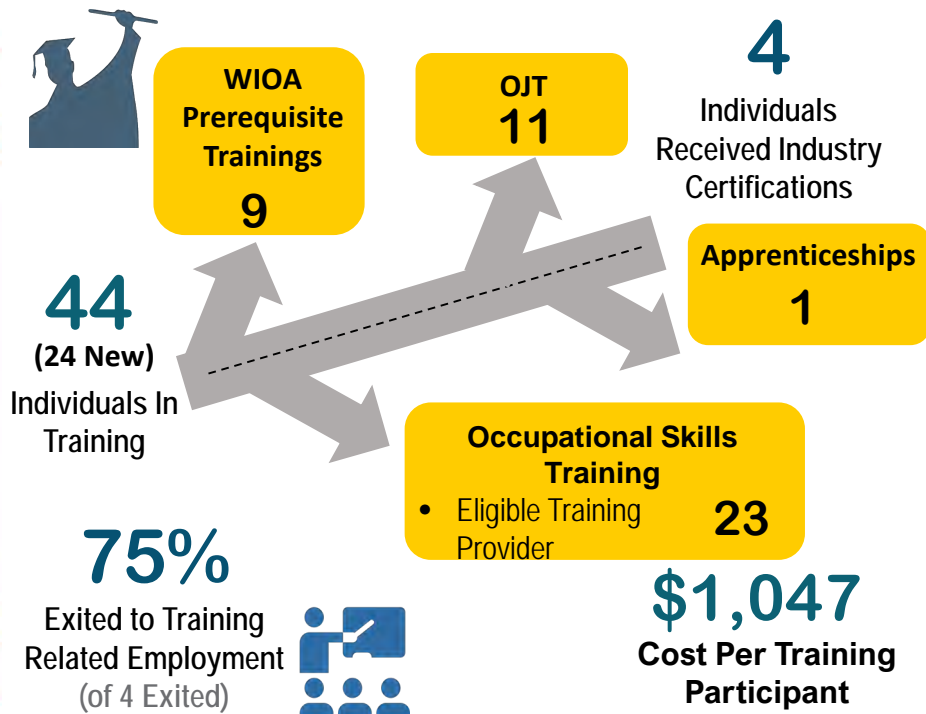 WIOA
Prerequisite
Trainings
9
OJT
11
4
Individuals
Received Industry
Certifications
Apprenticeships
1
44
(24 New)
Individuals In
Training
Occupational Skills
Training
• Eligible Training
Provider
23
75%
Exited to Training
Related Employment
(of 4 Exited)
$1,047
Cost Per Training
Participant